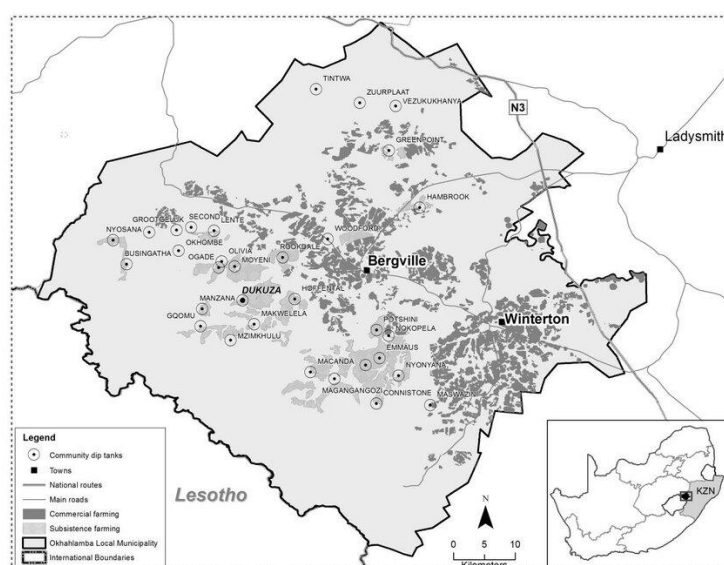 TINTWA
ZUURPLAAT
VEZUKUKHANYA
N3
GREENPOINT
Ladysmith
HAMBROOK
GROOTGELUK
SECOND
LENTE
NYOSANA
WOODFORD
OKHOMBE
ROOKDALE
BUSINGATHA
OGADE
OLIVIA
MOYENI
Bergville
DUKUZA
HOFFENTAL
MANZANA
MAKWELELA
GQOMU
POTSHINI
NOKOPELA
Winterton
MZIMKHULU
EMMAUS
MACANDA
NYONYANA
MAGANGANGOZI
CONNISTONE
MASWAZINI
Legend
Community dip tanks
Towns
National routes
Main roads
Commercial farming
Subsistence farming
Okhahlamba Local Municipality
International Boundaries
Lesotho
N
0 5 10
Kilometers
KZN